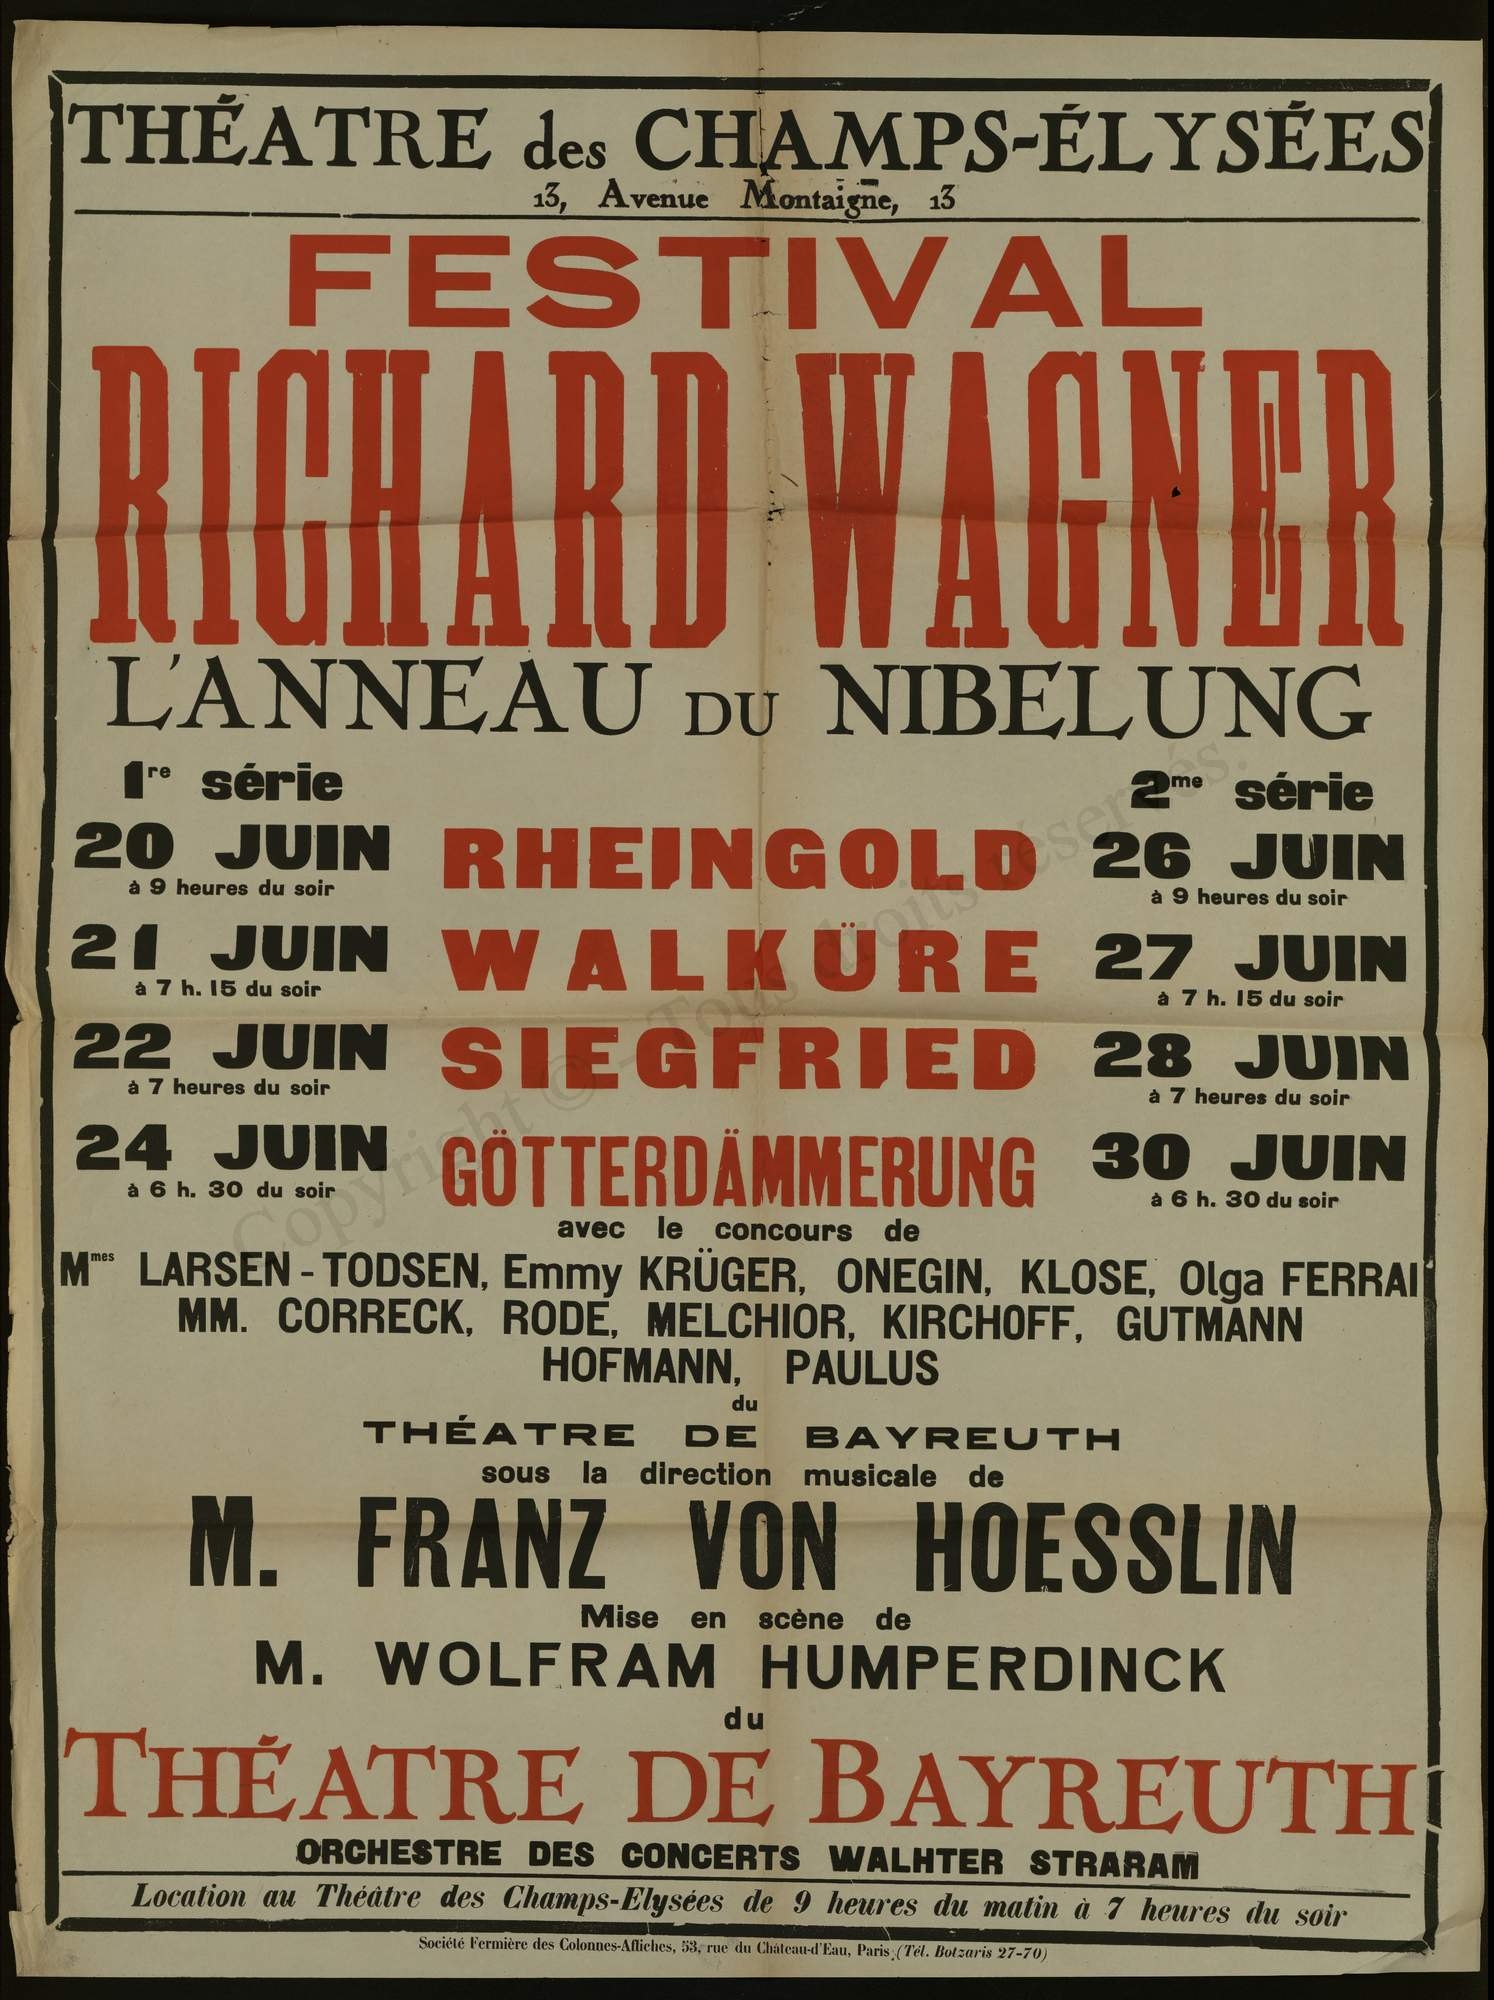 THÉATRE des CHAMPS-ÉLYSÉES
13, Avenue Montaigne, 13
FESTIVAL
RICHARD WAGNER
L'ANNEAU DU NIBELUNG
1re série
2me série
20 JUIN RHEINGOLD 26 JUIN
à 9 heures du soir à 9 heures du soir
21 JUIN WALKÜRE 27 JUIN
à 7 h. 15 du soir à 7 h. 15 du soir
22 JUIN SIEGFRIED 28 JUIN
à 7 heures du soir à 7 heures du soir
24 JUIN GÖTTERDÄMMERUNG 30 JUIN
à 6 h. 30 du soir à 6 h. 30 du soir
avec le concours de
Mmes LARSEN-TODSEN, Emmy KRÜGER, ONEGIN, KLOSE, Olga FERRAI
MM. CORRECK, RODE, MELCHIOR, KIRCHOFF, GUTMANN
HOFMANN, PAULUS
du
THÉATRE DE BAYREUTH
sous la direction musicale de
M. FRANZ VON HOESSLIN
Mise en scène de
M. WOLFRAM HUMPERDINCK
du
THÉATRE DE BAYREUTH
ORCHESTRE DES CONCERTS WALHTER STRARAM
Location au Théâtre des Champs-Elysées de 9 heures du matin à 7 heures du soir
Société Fermière des Colonnes-Affiches, 53, rue du Château-d'Eau, Paris (Tél. Botzaris 27-70)
Copyright © - Tous droits réservés.